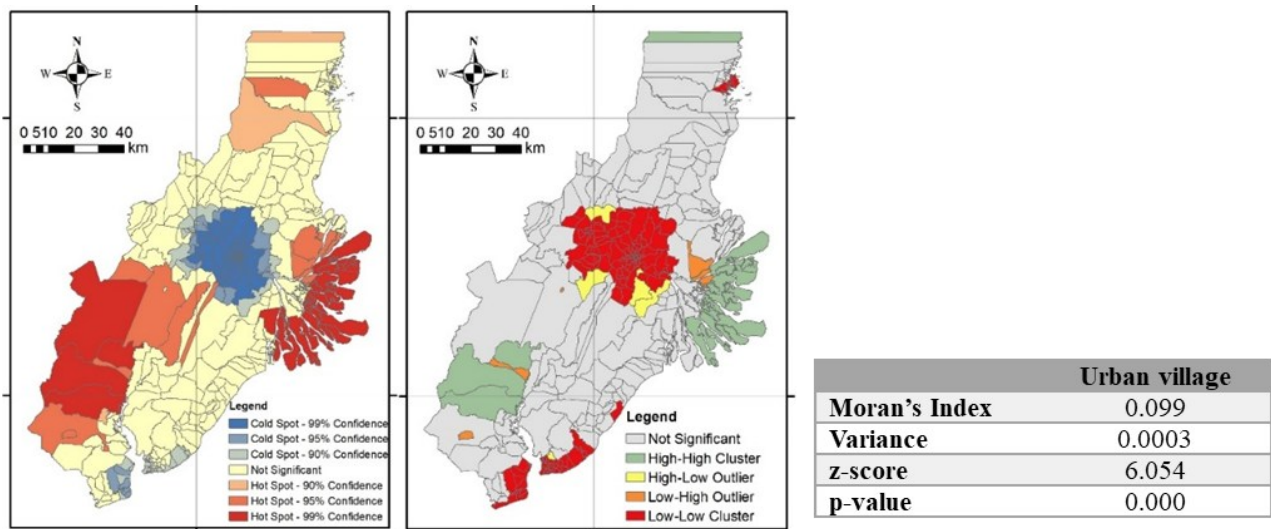 N
W E
S
0 510 20 30 40
km
Legend
Cold Spot - 99% Confidence
Cold Spot - 95% Confidence
Cold Spot - 90% Confidence
Not Significant
Hot Spot - 90% Confidence
Hot Spot - 95% Confidence
Hot Spot - 99% Confidence
N
W E
S
0 510 20 30 40
km
Legend
Not Significant
High-High Cluster
High-Low Outlier
Low-High Outlier
Low-Low Cluster
Urban village
Moran's Index 0.099
Variance 0.0003
z-score 6.054
p-value 0.000